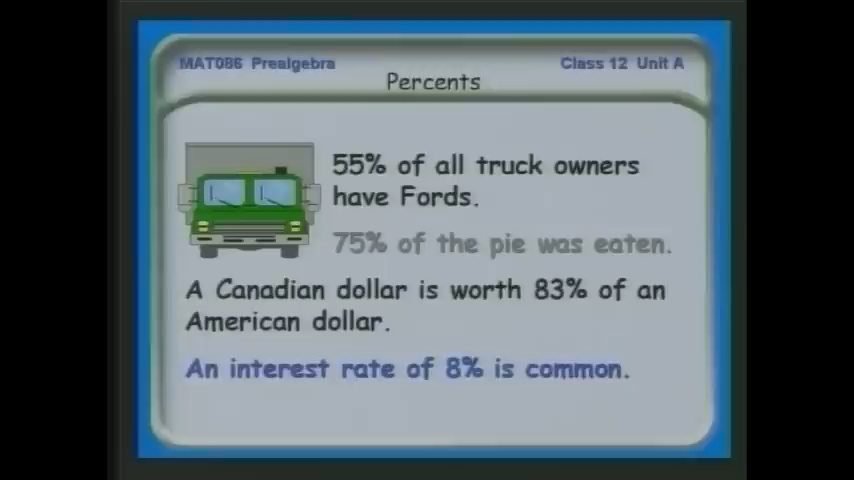 MAT086 Prealgebra
Class 12 Unit A
Percents
55% of all truck owners
have Fords.
75% of the pie was eaten.
A Canadian dollar is worth 83% of an
American dollar.
An interest rate of 8% is common.